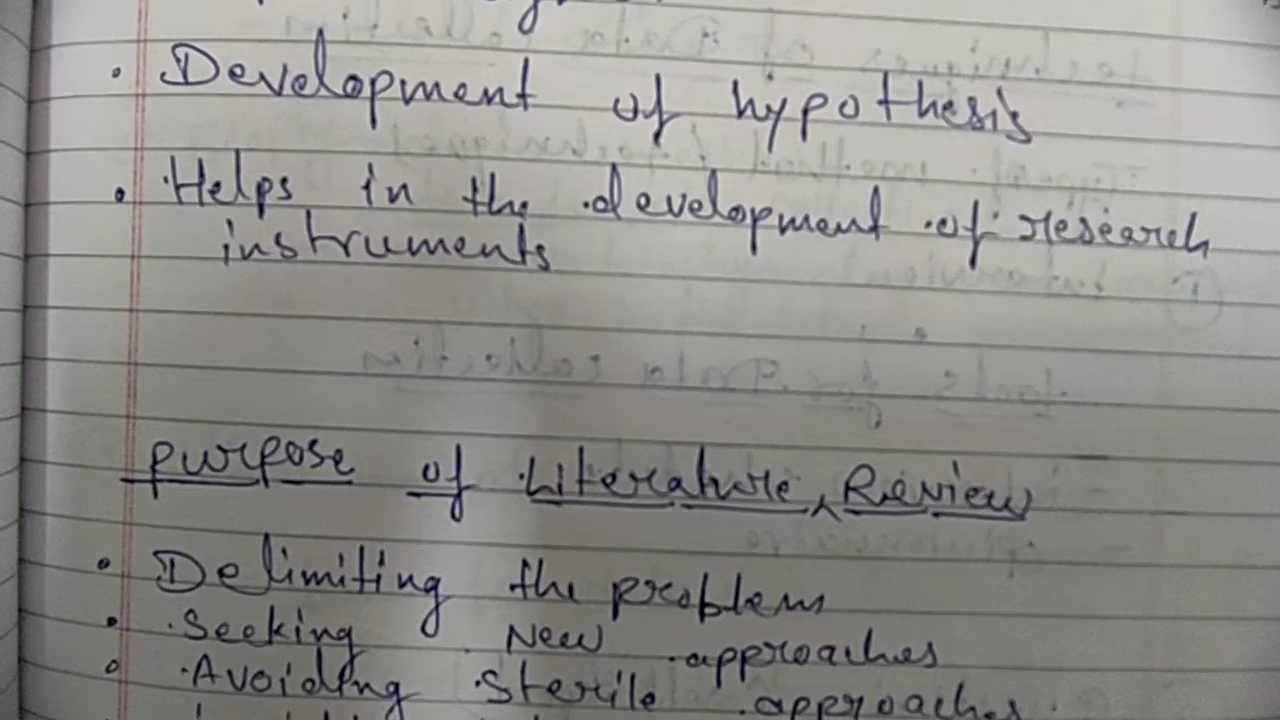 • Development of hypothesis
• Helps in the development of research
instruments
purpose of Literature Review
• Delimiting the problem
• Seeking New approaches
• Avoiding sterile approaches